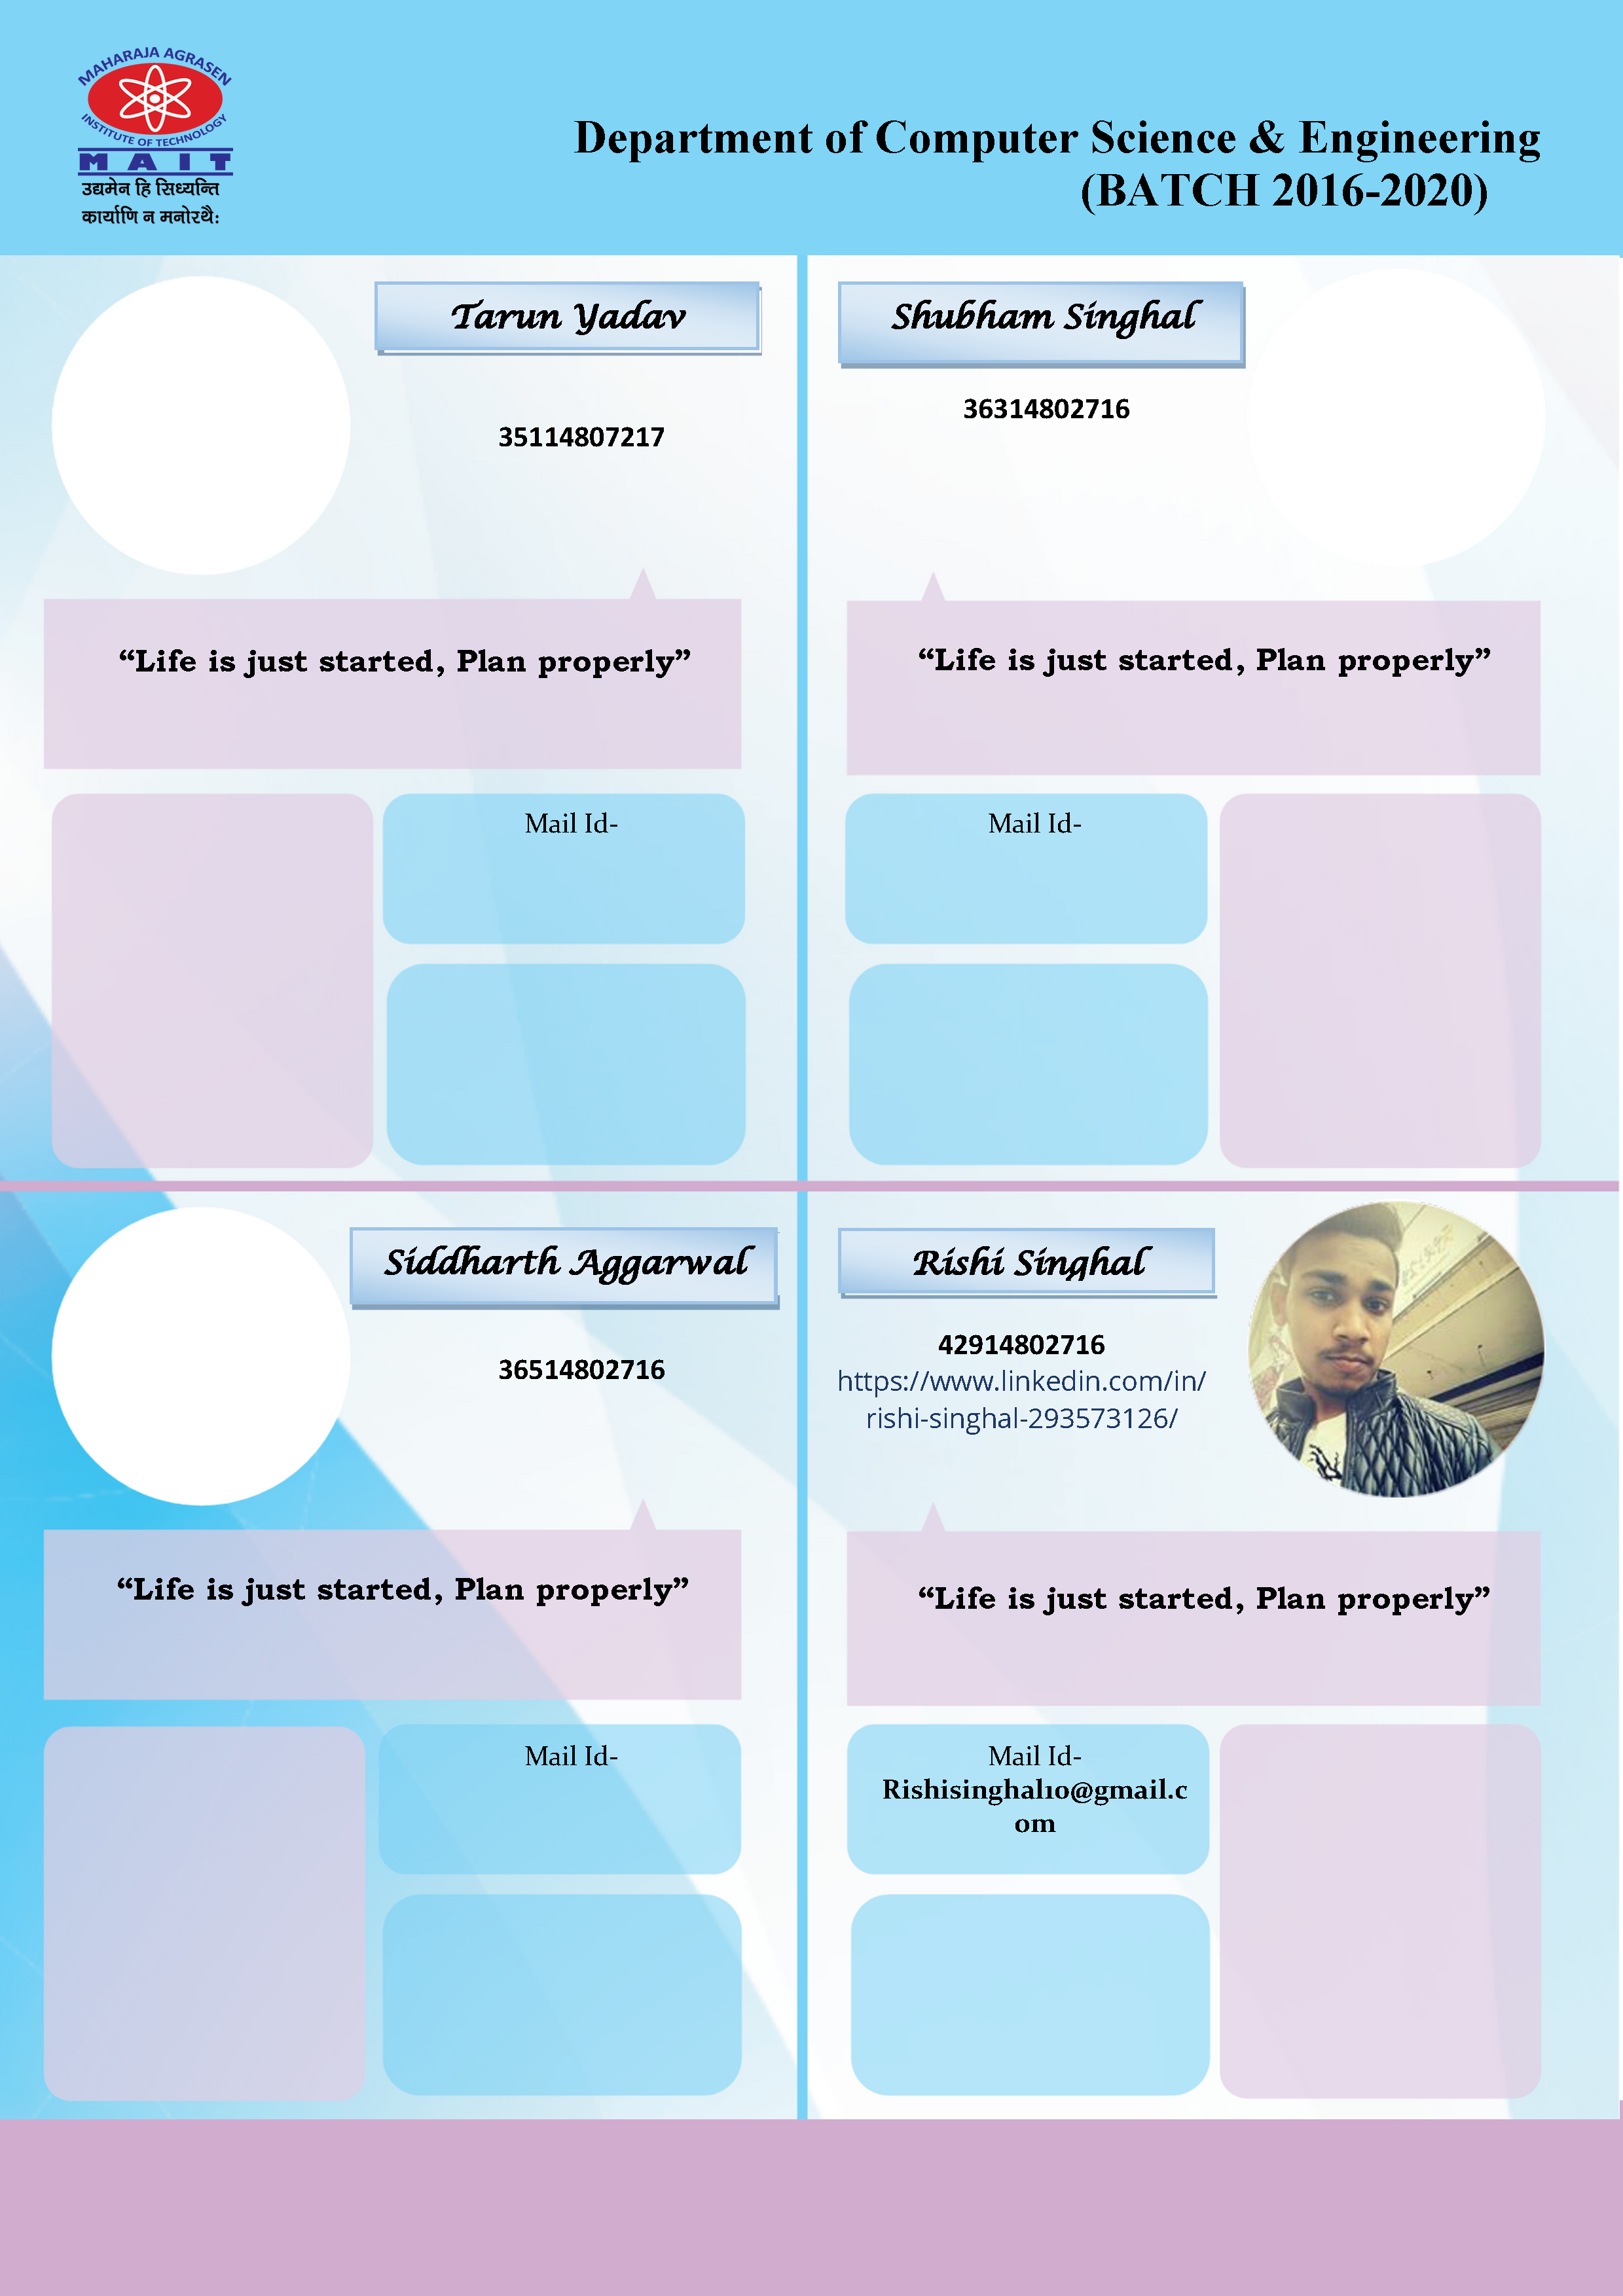 MAHARAJA AGRASEN
INSTITUTE OF TECHNOLOGY
MAIT
उद्यमेन हि सिध्यन्ति
कार्याणि न मनोरथै:
Department of Computer Science & Engineering
(BATCH 2016-2020)
Tarun Yadav
35114807217
“Life is just started, Plan properly”
Mail Id-
Shubham Singhal
36314802716
“Life is just started, Plan properly”
Mail Id-
Siddharth Aggarwal
36514802716
“Life is just started, Plan properly”
Mail Id-
Rishi Singhal
42914802716
https://www.linkedin.com/in/
rishi-singhal-293573126/
“Life is just started, Plan properly”
Mail Id-
Rishisinghal10@gmail.c
om